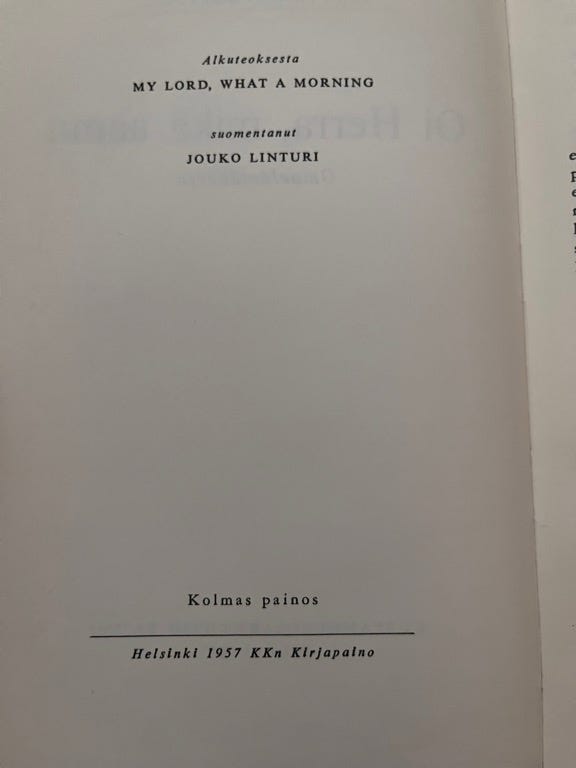 Alkuteoksesta
MY LORD, WHAT A MORNING
suomentanut
JOUKO LINTURI
Kolmas painos
Helsinki 1957 KKn Kirjapaino